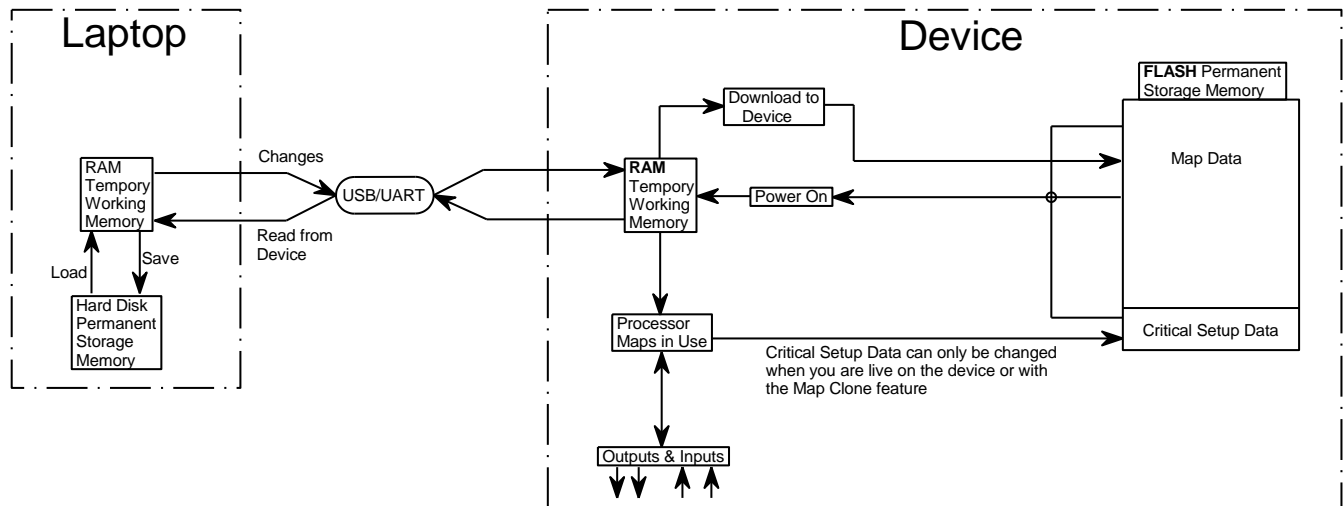 Laptop
Device
FLASH Permanent
Storage Memory
Download to
Device
Map Data
Changes
RAM
Tempory
Working
Memory
USB/UART
RAM
Tempory
Working
Memory
Power On
Read from
Device
Load
Save
Hard Disk
Permanent
Storage
Memory
Processor
Maps in Use
Critical Setup Data
Critical Setup Data can only be changed
when you are live on the device or with
the Map Clone feature
Outputs & Inputs